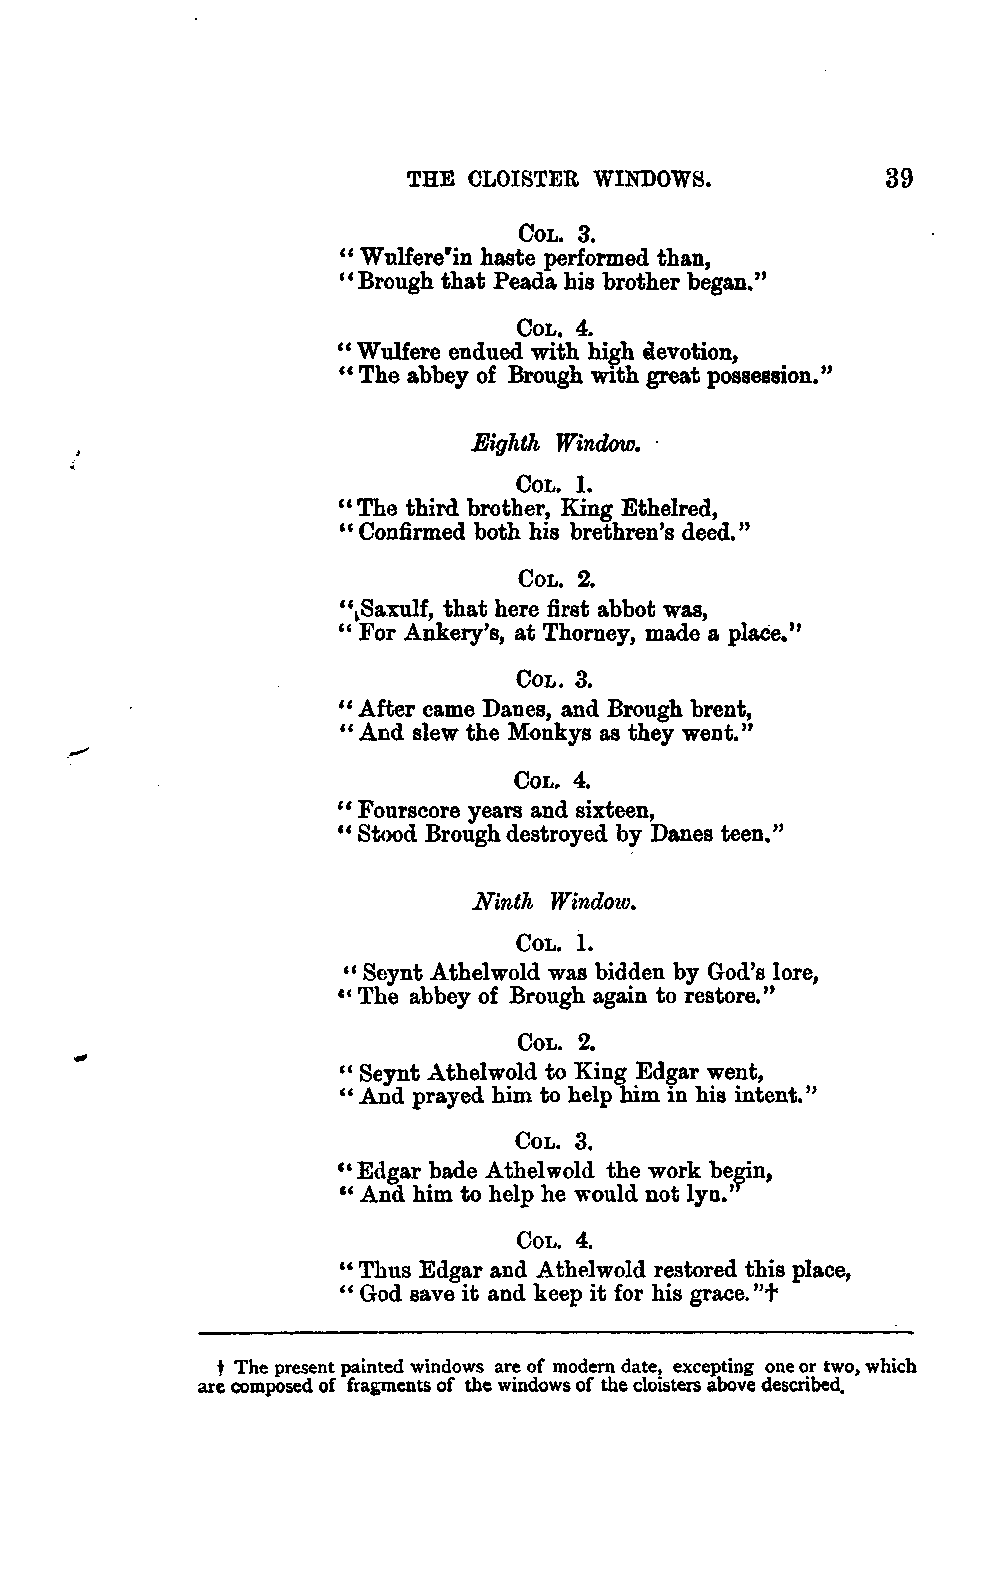 THE CLOISTER WINDOWS. 39
COL. 3.
“ Wulfere'in haste performed than,
“Brough that Peada his brother began.”
COL. 4.
“ Wulfere endued with high devotion,
“ The abbey of Brough with great possession.”
Eighth Window.
COL. 1.
“The third brother, King Ethelred,
“Confirmed both his brethren's deed.”
COL. 2.
“Saxulf, that here first abbot was,
“ For Ankery's, at Thorney, made a place.”
COL. 3.
“After came Danes, and Brough brent,
“And slew the Monkys as they went.”
COL. 4.
“Fourscore years and sixteen,
“Stood Brough destroyed by Danes teen.”
Ninth Window.
COL. 1.
“Seynt Athelwold was bidden by God's lore,
“The abbey of Brough again to restore.”
COL. 2.
“Seynt Athelwold to King Edgar went,
“And prayed him to help him in his intent.”
COL. 3.
“Edgar bade Athelwold the work begin,
“And him to help he would not lyn.”
COL. 4.
“Thus Edgar and Athelwold restored this place,
“God save it and keep it for his grace.”†
† The present painted windows are of modern date, excepting one or two, which
are composed of fragments of the windows of the cloisters above described.